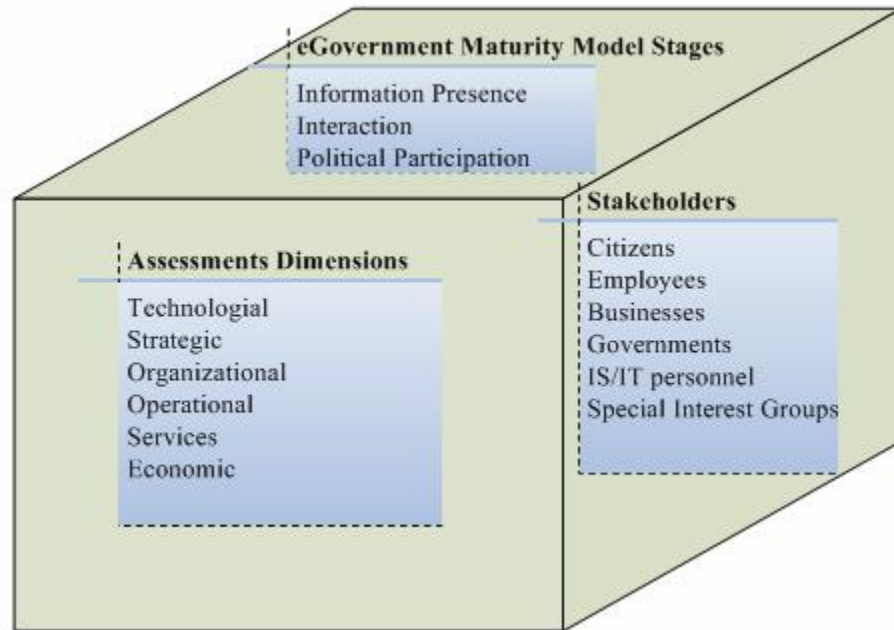 eGovernment Maturity Model Stages
Information Presence
Interaction
Political Participation
Stakeholders
Citizens
Employees
Businesses
Governments
IS/IT personnel
Special Interest Groups
Assessments Dimensions
Technologial
Strategic
Organizational
Operational
Services
Economic